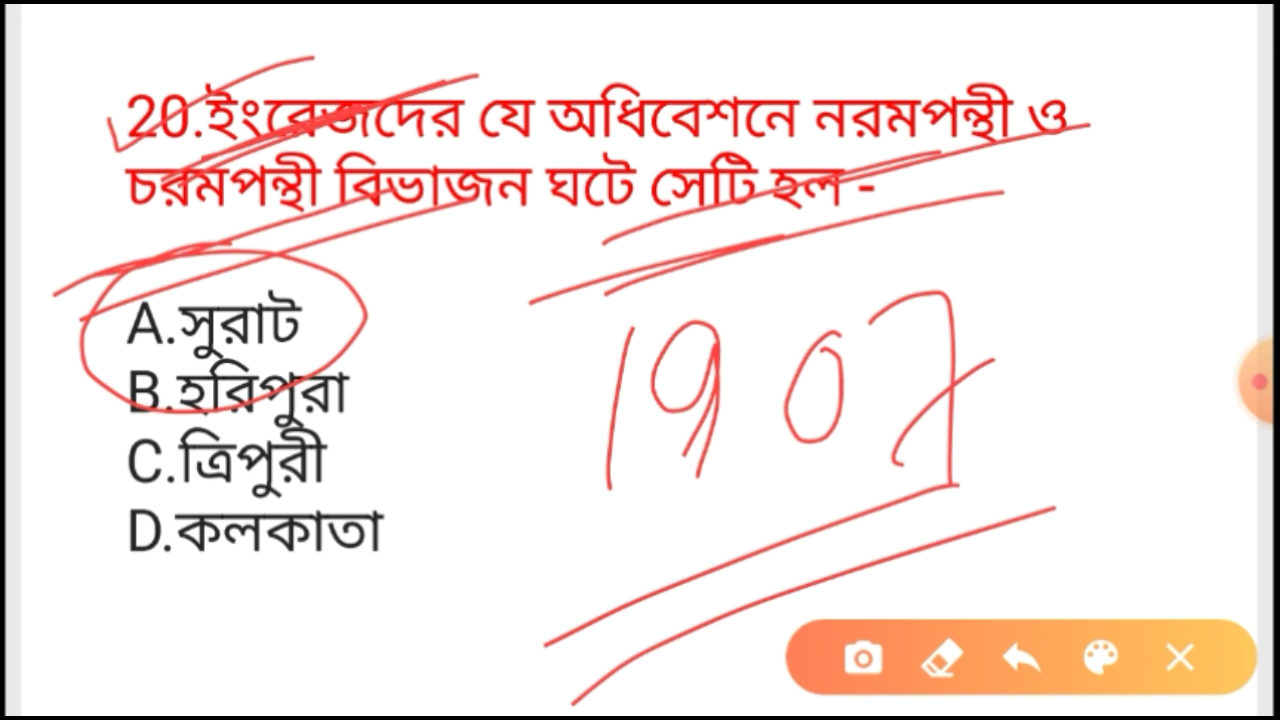 20.ইংরেজদের যে অধিবেশনে নরমপন্থী ও
চরমপন্থী বিভাজন ঘটে সেটি হল -
A.সুরাট
B.হরিপুরা
C.ত্রিপুরী
D.কলকাতা
1907